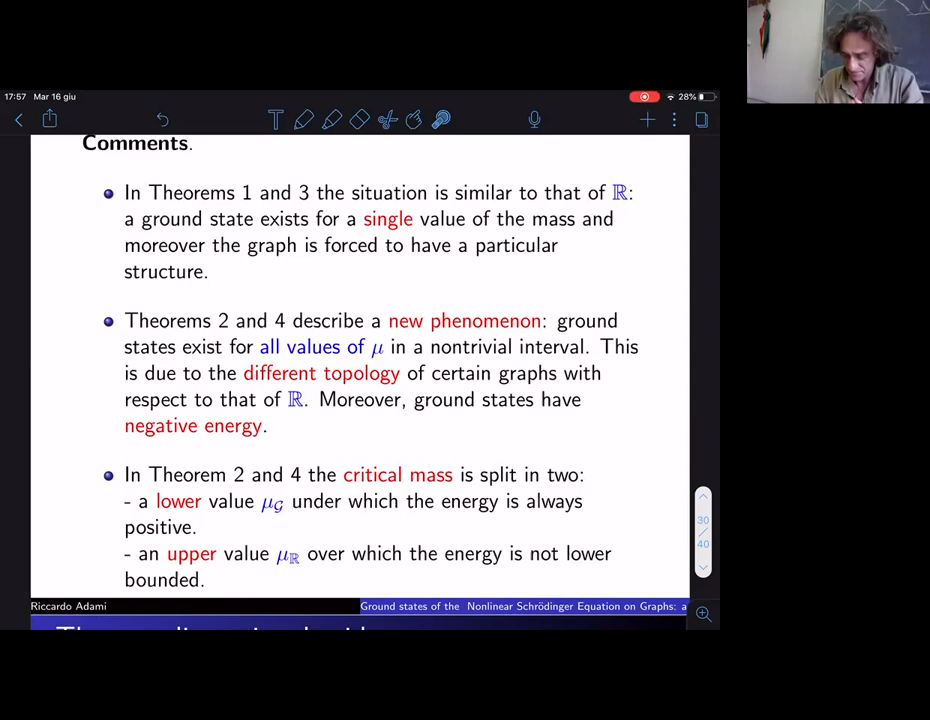 17:57 Mar 16 giu
28%
Comments.
In Theorems 1 and 3 the situation is similar to that of ℝ:
a ground state exists for a single value of the mass and
moreover the graph is forced to have a particular
structure.
Theorems 2 and 4 describe a new phenomenon: ground
states exist for all values of μ in a nontrivial interval. This
is due to the different topology of certain graphs with
respect to that of ℝ. Moreover, ground states have
negative energy.
In Theorem 2 and 4 the critical mass is split in two:
- a lower value μ_𝒢 under which the energy is always
positive.
- an upper value μ_ℝ over which the energy is not lower
bounded.
30
/
40
Riccardo Adami
Ground states of the Nonlinear Schrödinger Equation on Graphs: a